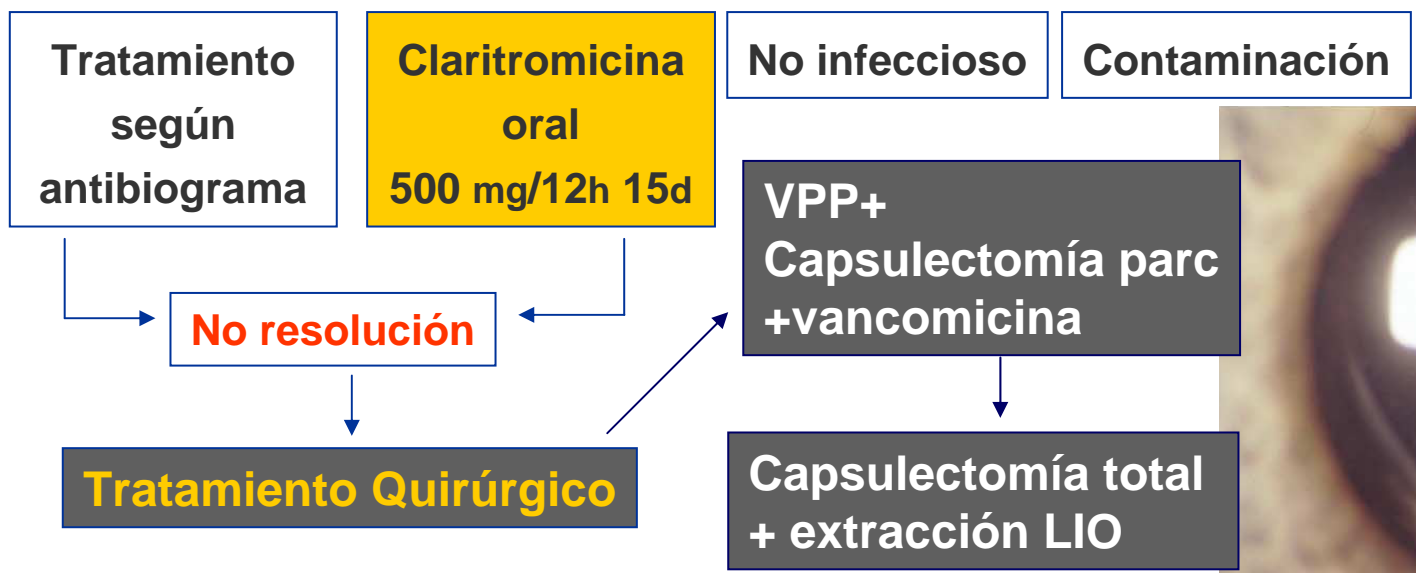 Tratamiento
según
antibiograma
Claritromicina
oral
500 mg/12h 15d
No infeccioso
Contaminación
No resolución
Tratamiento Quirúrgico
VPP+
Capsulectomía parc
+vancomicina
Capsulectomía total
+ extracción LIO